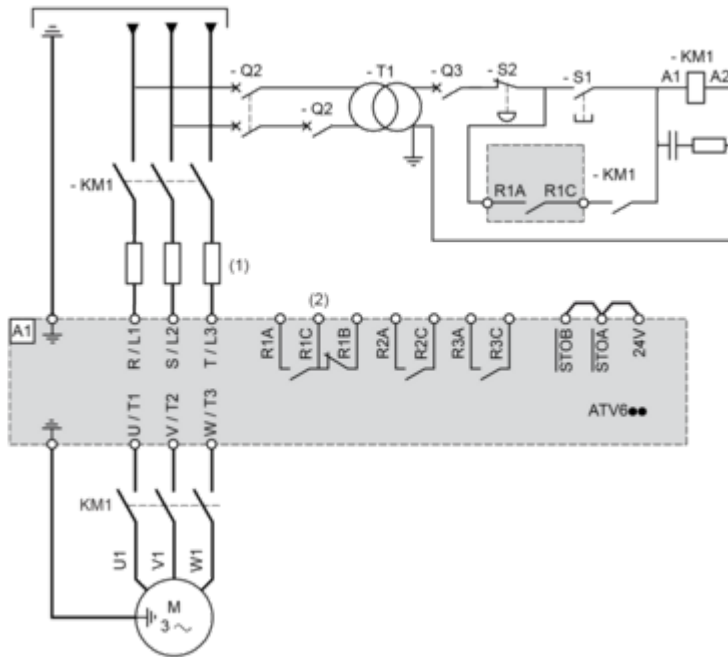 - Q2
- T1
- Q3
- S2
- S1
- KM1
A1
A2
- Q2
- KM1
R1A
R1C
- KM1
(1)
(2)
A1
R / L1
S / L2
T / L3
R1A
R1C
R1B
R2A
R2C
R3A
R3C
STOB
STOA
24V
U / T1
V / T2
W / T3
ATV6●●
KM1
U1
V1
W1
M
3 ~